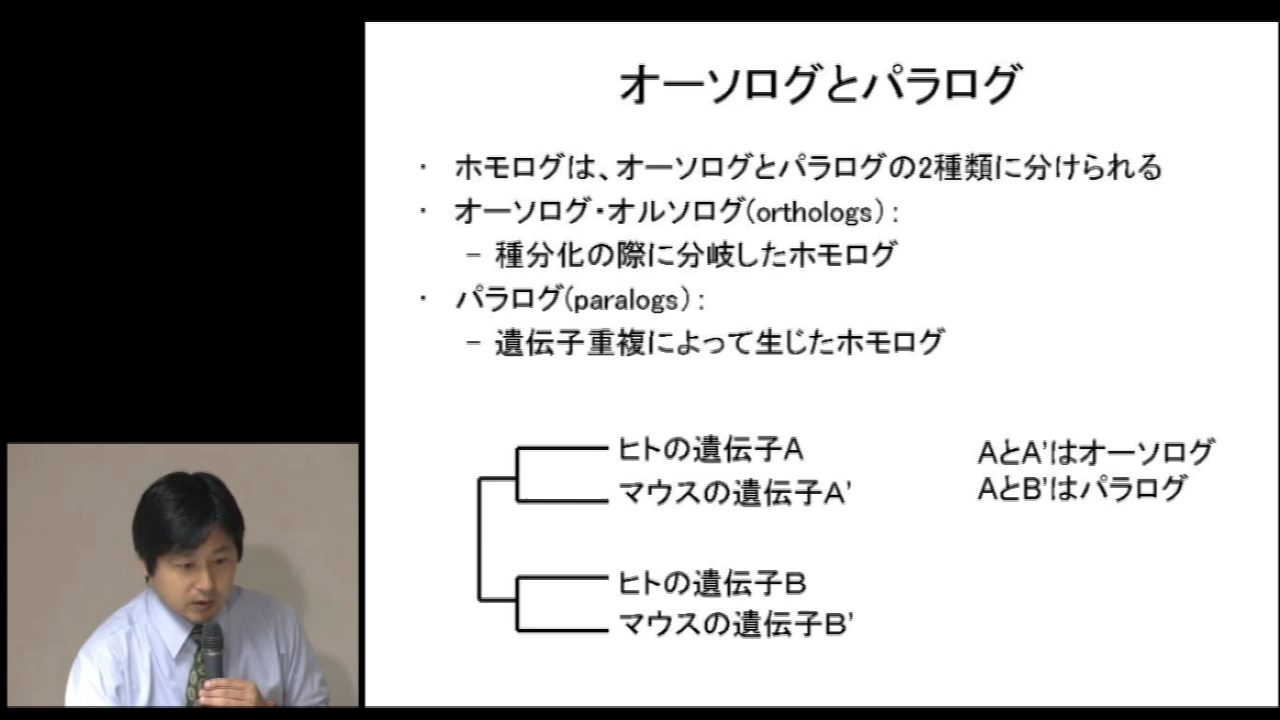 オーソログとパラログ
・ ホモログは、オーソログとパラログの2種類に分けられる
・ オーソログ・オルソログ(orthologs):
– 種分化の際に分岐したホモログ
・ パラログ(paralogs):
– 遺伝子重複によって生じたホモログ
ヒトの遺伝子A
マウスの遺伝子A'
ヒトの遺伝子B
マウスの遺伝子B'
AとA'はオーソログ
AとB'はパラログ